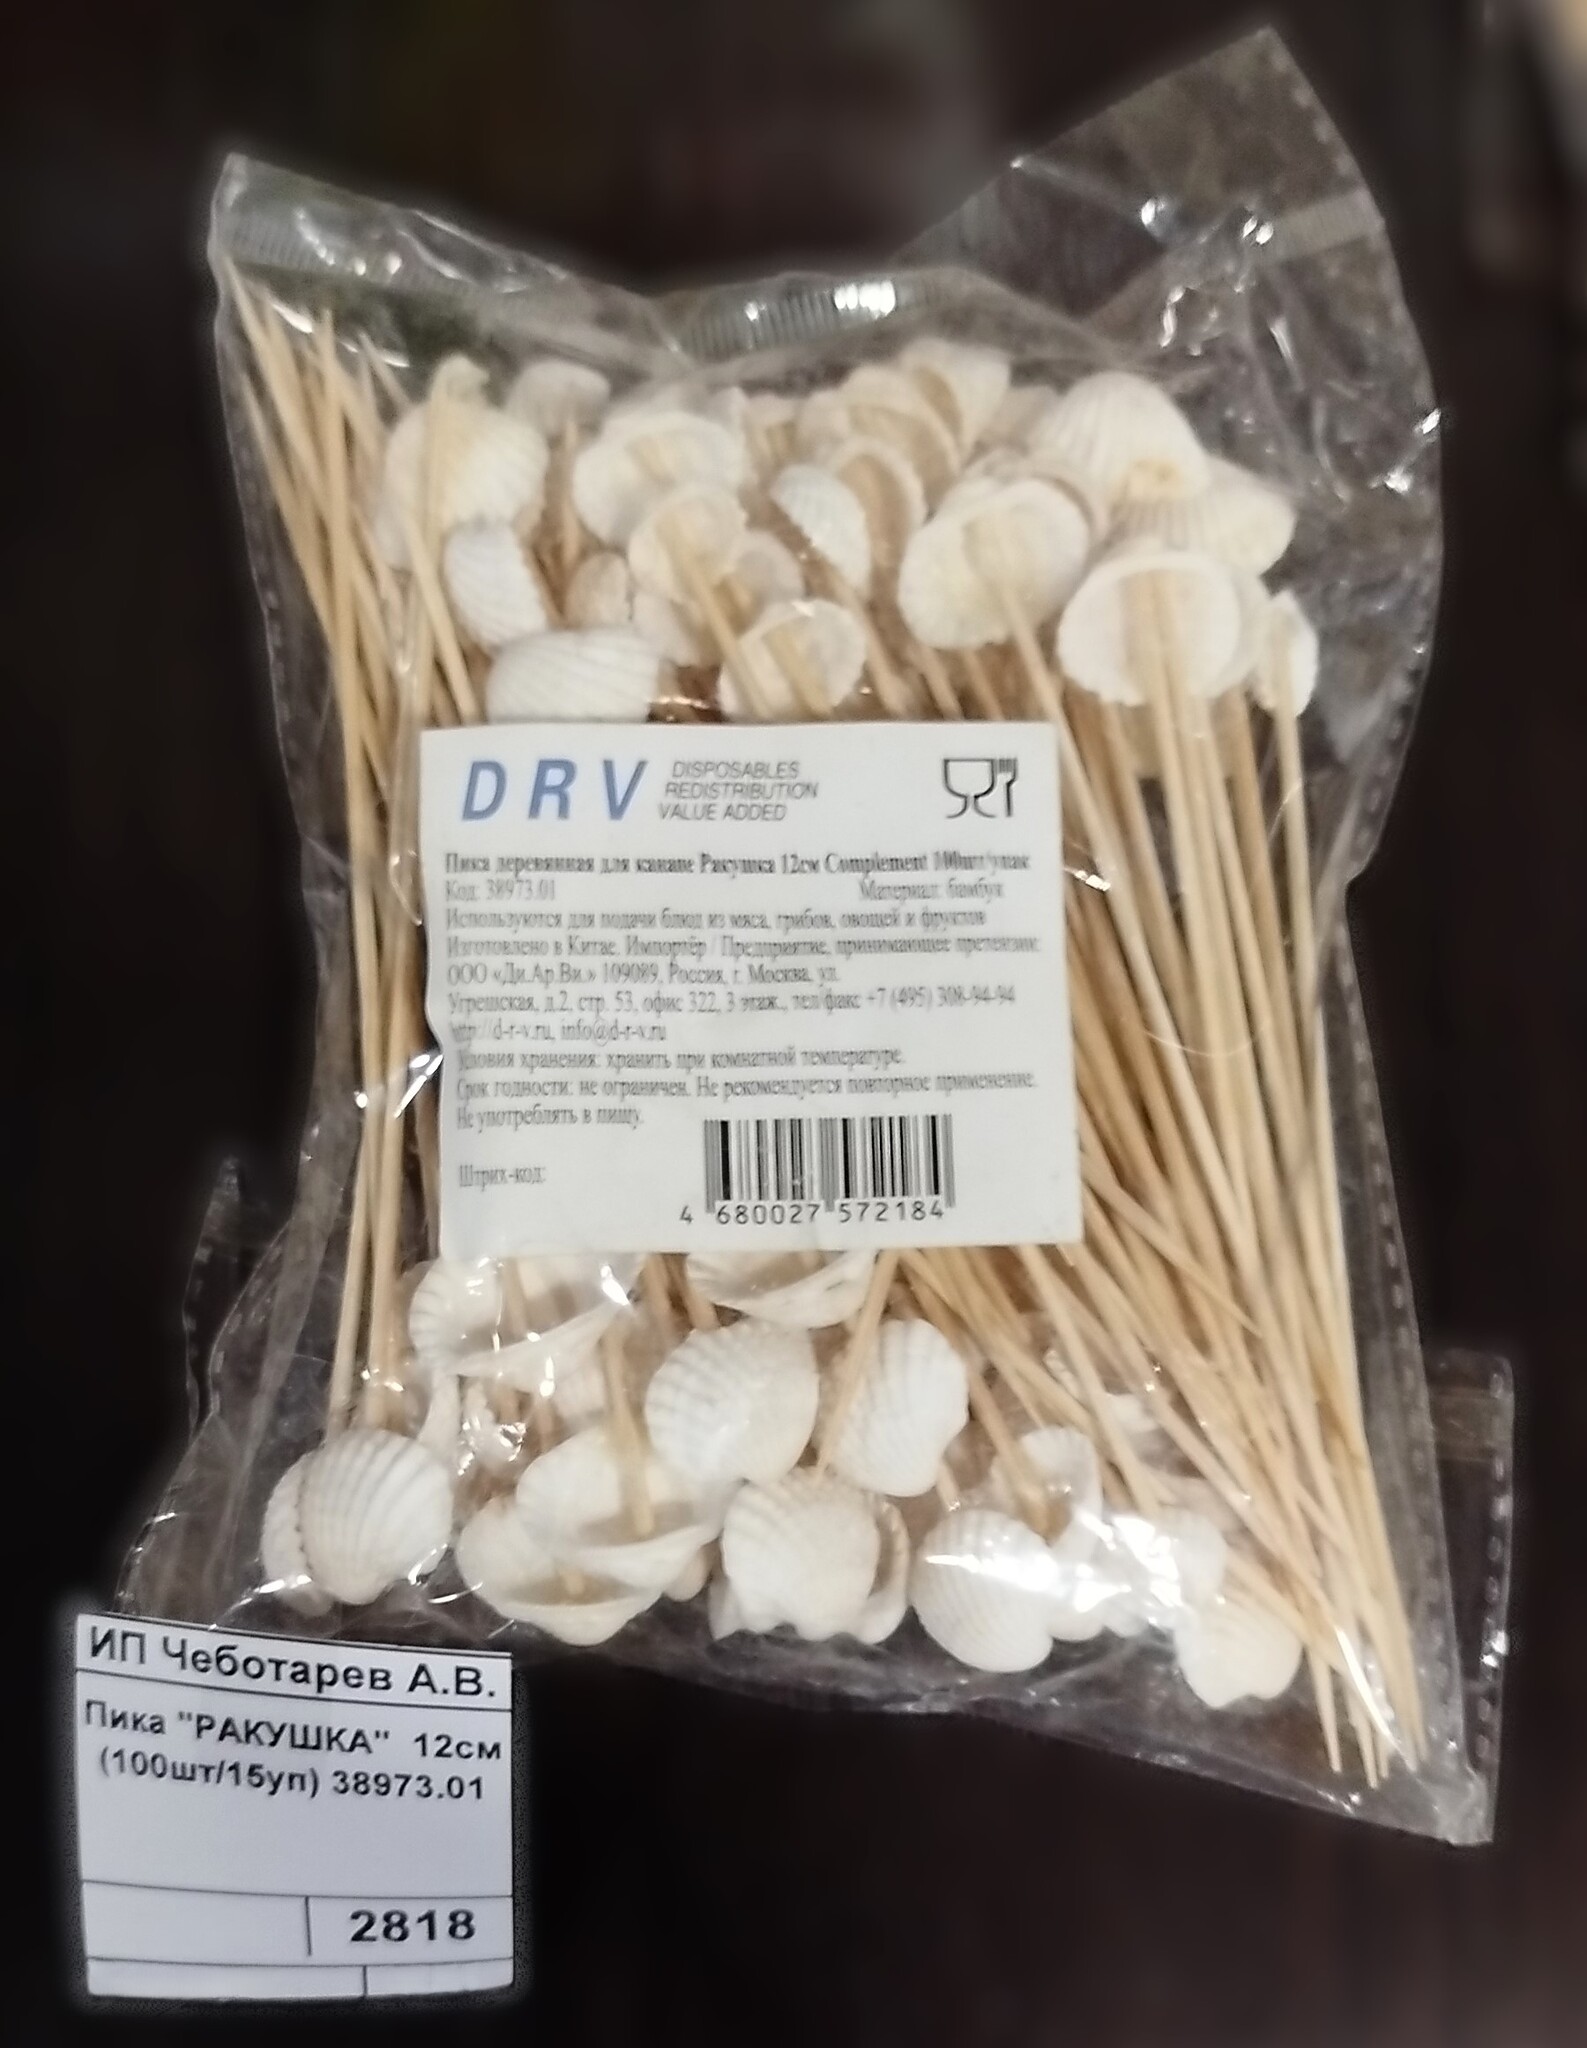 D R V
DISPOSABLES
REDISTRIBUTION
VALUE ADDED
Пика деревянная для канапе Ракушка 12см Complement 100шт/упак
Код: 38973.01 Материал: бамбук
Используются для подачи блюд из мяса, грибов, овощей и фруктов
Изготовлено в Китае. Импортёр / Предприятие, принимающее претензии:
ООО «Ди.Ар.Ви.» 109089, Россия, г. Москва, ул.
Угрешская, д.2, стр. 53, офис 322, 3 этаж., тел/факс +7 (495) 308-94-94
http://d-r-v.ru, info@d-r-v.ru
Условия хранения: хранить при комнатной температуре.
Срок годности: не ограничен. Не рекомендуется повторное применение.
Не употреблять в пищу.
Штрих-код:
4 680027 572184
ИП Чеботарев А.В.
Пика "РАКУШКА" 12см
(100шт/15уп) 38973.01
2818